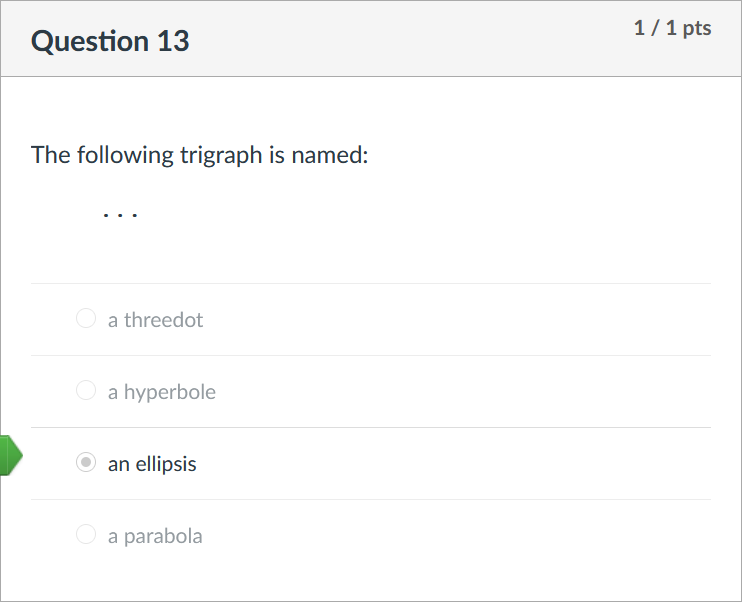 Question 13
1 / 1 pts
The following trigraph is named:
. . .
a threedot
a hyperbole
an ellipsis
a parabola